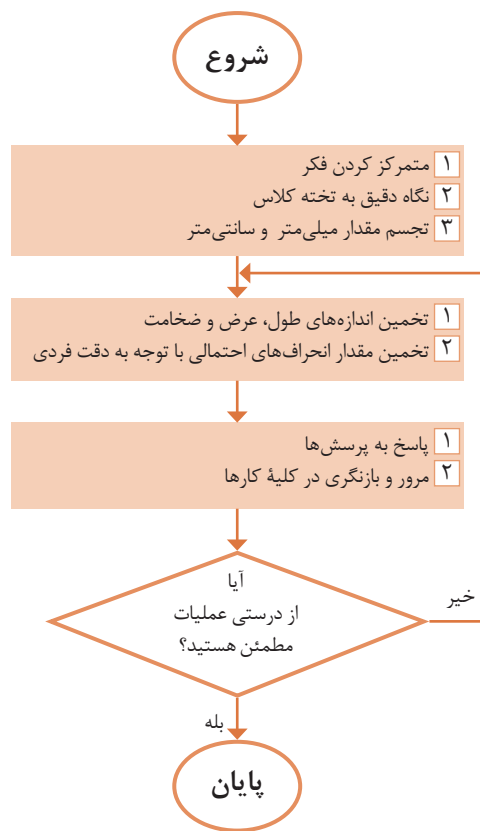 شروع
۱ متمرکز کردن فکر
۲ نگاه دقیق به تخته کلاس
۳ تجسم مقدار میلی‌متر و سانتی‌متر
۱ تخمین اندازه‌های طول، عرض و ضخامت
۲ تخمین مقدار انحراف‌های احتمالی با توجه به دقت فردی
۱ پاسخ به پرسش‌ها
۲ مرور و بازنگری در کلیۀ کارها
آیا
از درستی عملیات
مطمئن هستید؟
خیر
بله
پایان